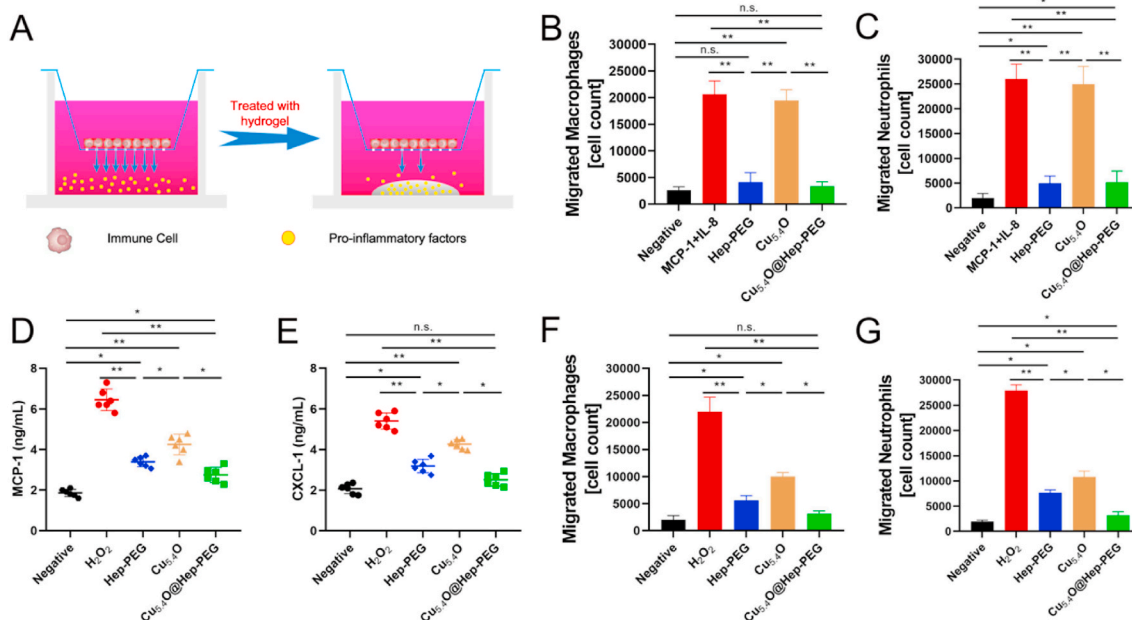 A
Treated with
hydrogel
Immune Cell
Pro-inflammatory factors
B
n.s.
**
**
n.s.
** ** **
Migrated Macrophages
[cell count]
30000
25000
20000
15000
10000
5000
0
Negative
MCP-1+IL-8
Hep-PEG
Cu5.4O
Cu5.4O@Hep-PEG
C
**
**
*
** ** **
Migrated Neutrophils
[cell count]
30000
25000
20000
15000
10000
5000
0
Negative
MCP-1+IL-8
Hep-PEG
Cu5.4O
Cu5.4O@Hep-PEG
D
*
**
**
*
** * *
MCP-1 (ng/mL)
8
6
4
2
0
Negative
H2O2
Hep-PEG
Cu5.4O
Cu5.4O@Hep-PEG
E
n.s.
**
**
*
** * *
CXCL-1 (ng/mL)
8
6
4
2
0
Negative
H2O2
Hep-PEG
Cu5.4O
Cu5.4O@Hep-PEG
F
n.s.
**
*
*
** * *
Migrated Macrophages
[cell count]
30000
25000
20000
15000
10000
5000
0
Negative
H2O2
Hep-PEG
Cu5.4O
Cu5.4O@Hep-PEG
G
*
**
*
*
** * *
Migrated Neutrophils
[cell count]
30000
25000
20000
15000
10000
5000
0
Negative
H2O2
Hep-PEG
Cu5.4O
Cu5.4O@Hep-PEG